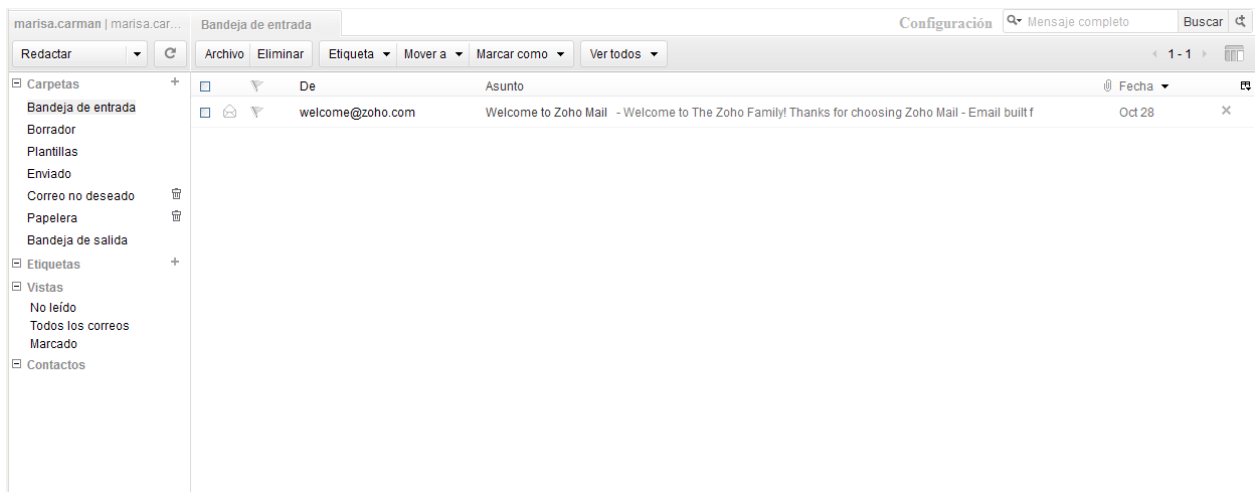 marisa.carman | marisa.car... Bandeja de entrada Configuración Mensaje completo Buscar
Redactar Archivo Eliminar Etiqueta Mover a Marcar como Ver todos 1 - 1
Carpetas + De Asunto Fecha
Bandeja de entrada welcome@zoho.com Welcome to Zoho Mail - Welcome to The Zoho Family! Thanks for choosing Zoho Mail - Email built f Oct 28
Borrador
Plantillas
Enviado
Correo no deseado
Papelera
Bandeja de salida
Etiquetas +
Vistas
No leído
Todos los correos
Marcado
Contactos